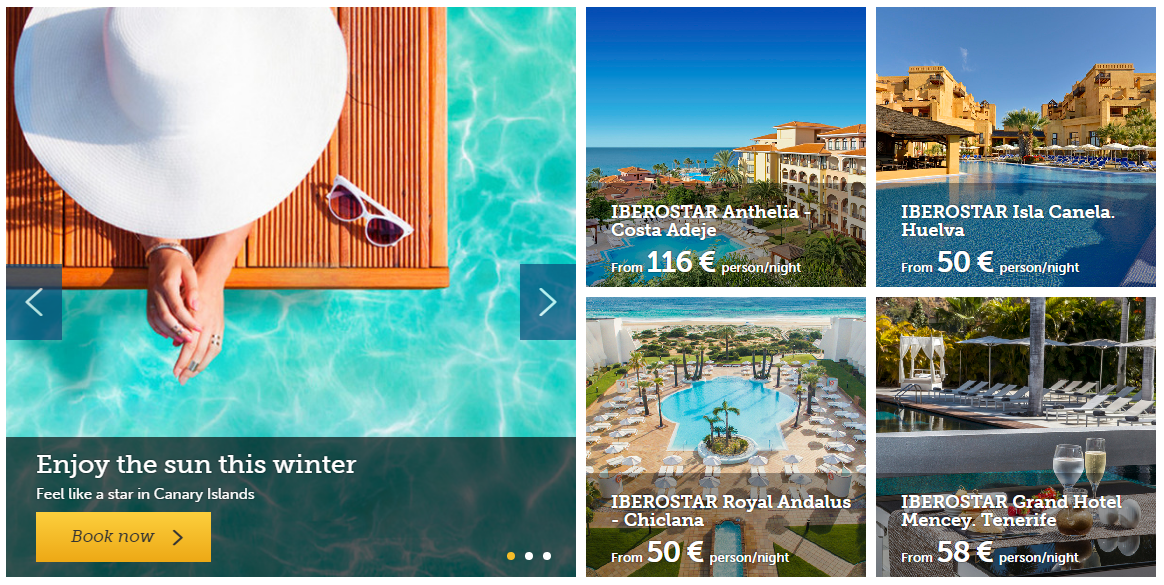 Enjoy the sun this winter
Feel like a star in Canary Islands
Book now
IBEROSTAR Anthelia -
Costa Adeje
From 116 € person/night
IBEROSTAR Isla Canela.
Huelva
From 50 € person/night
IBEROSTAR Royal Andalus
- Chiclana
From 50 € person/night
IBEROSTAR Grand Hotel
Mencey. Tenerife
From 58 € person/night